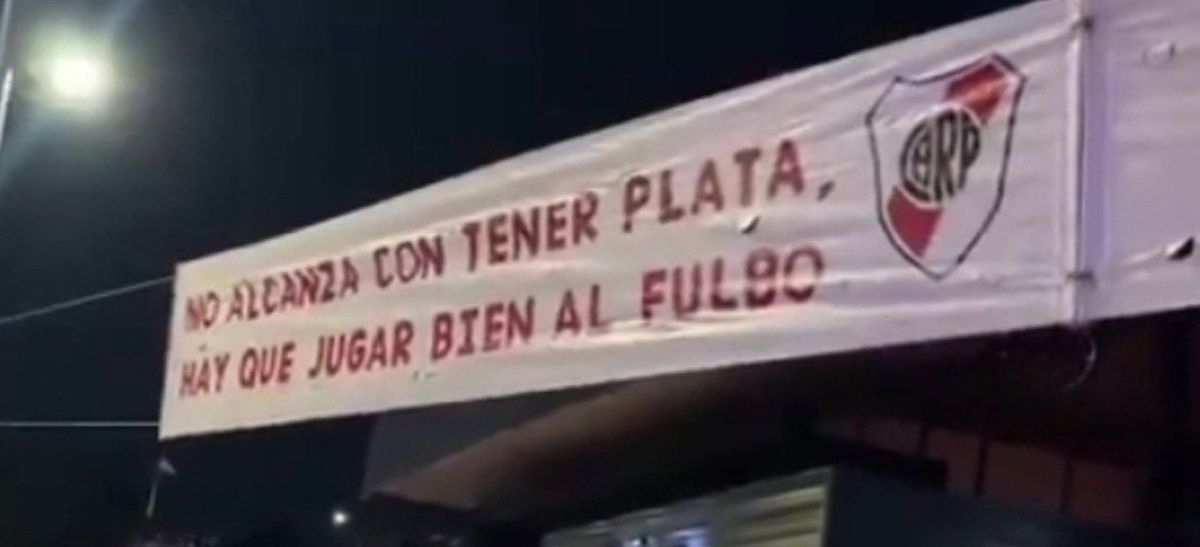 NO ALCANZA CON TENER PLATA,
HAY QUE JUGAR BIEN AL FULBO
CARP